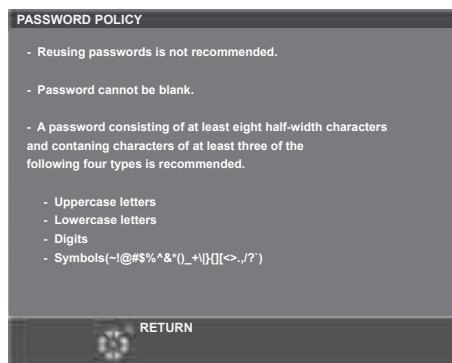 PASSWORD POLICY
- Reusing passwords is not recommended.
- Password cannot be blank.
- A password consisting of at least eight half-width characters
and contaning characters of at least three of the
following four types is recommended.
- Uppercase letters
- Lowercase letters
- Digits
- Symbols(~!@#$%^&*()_+\|}{][<>.,/?`)
RETURN